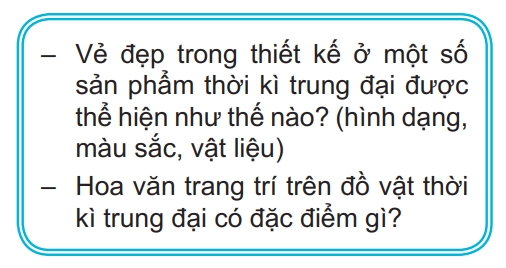 – Vẻ đẹp trong thiết kế ở một số
sản phẩm thời kì trung đại được
thể hiện như thế nào? (hình dạng,
màu sắc, vật liệu)
– Hoa văn trang trí trên đồ vật thời
kì trung đại có đặc điểm gì?